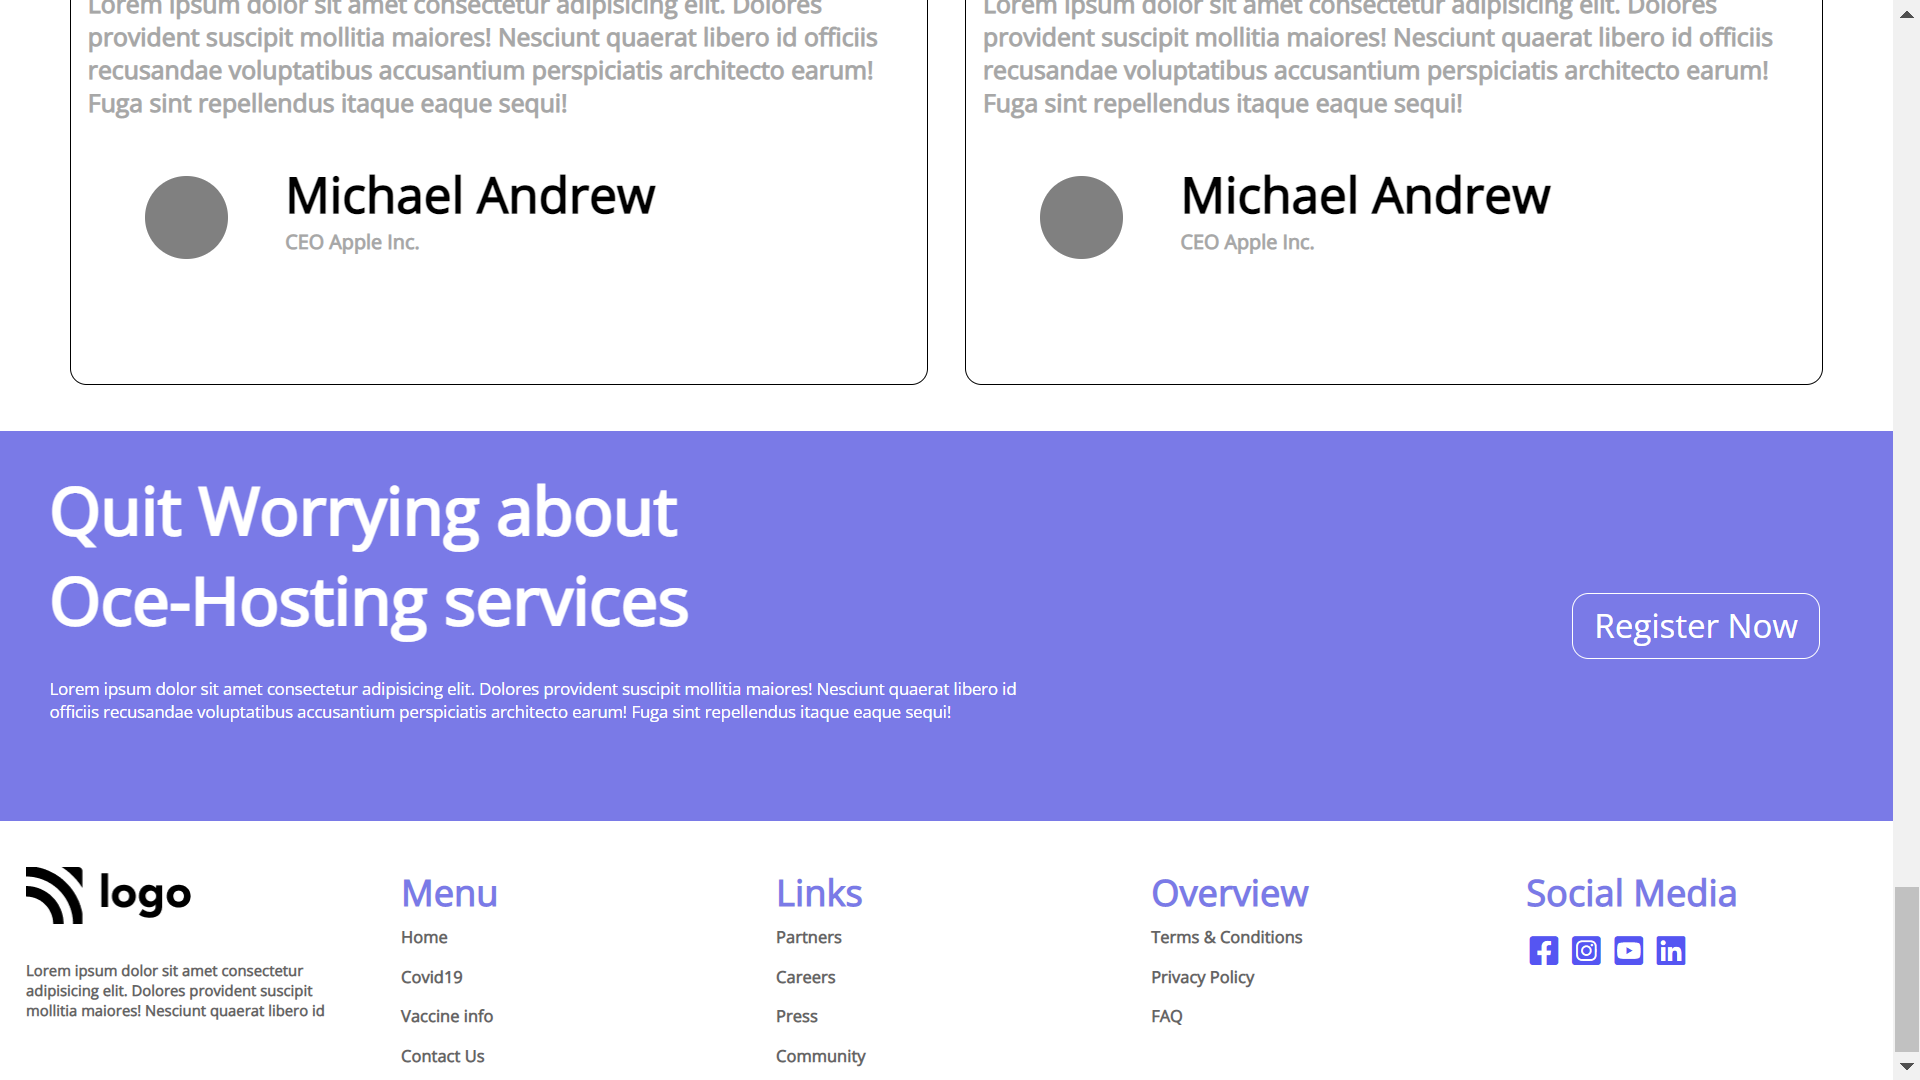 Lorem ipsum dolor sit amet consectetur adipisicing elit. Dolores
provident suscipit mollitia maiores! Nesciunt quaerat libero id officiis
recusandae voluptatibus accusantium perspiciatis architecto earum!
Fuga sint repellendus itaque eaque sequi!
Michael Andrew
CEO Apple Inc.
Lorem ipsum dolor sit amet consectetur adipisicing elit. Dolores
provident suscipit mollitia maiores! Nesciunt quaerat libero id officiis
recusandae voluptatibus accusantium perspiciatis architecto earum!
Fuga sint repellendus itaque eaque sequi!
Michael Andrew
CEO Apple Inc.
Quit Worrying about
Oce-Hosting services
Lorem ipsum dolor sit amet consectetur adipisicing elit. Dolores provident suscipit mollitia maiores! Nesciunt quaerat libero id
officiis recusandae voluptatibus accusantium perspiciatis architecto earum! Fuga sint repellendus itaque eaque sequi!
Register Now
logo
Lorem ipsum dolor sit amet consectetur
adipisicing elit. Dolores provident suscipit
mollitia maiores! Nesciunt quaerat libero id
Menu
Home
Covid19
Vaccine info
Contact Us
Links
Partners
Careers
Press
Community
Overview
Terms & Conditions
Privacy Policy
FAQ
Social Media